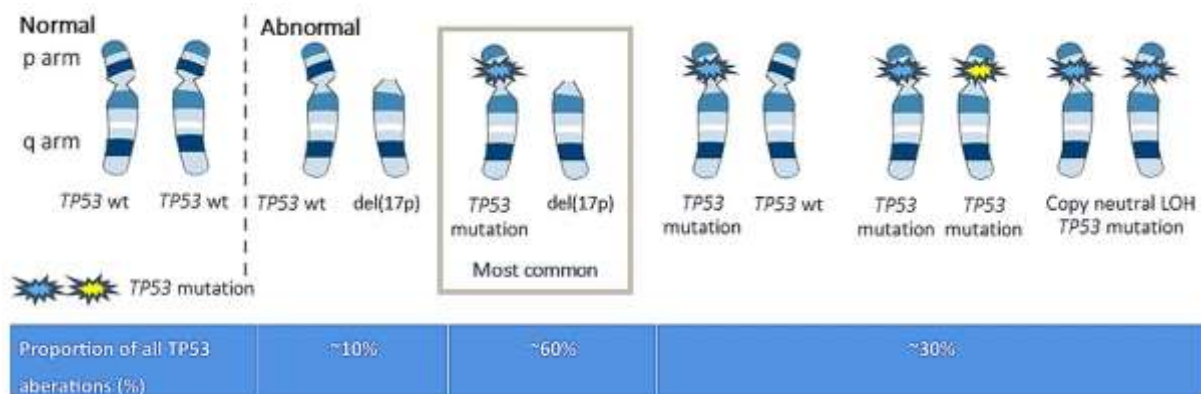 Normal
Abnormal
p arm
q arm
TP53 wt
TP53 wt
TP53 wt
del(17p)
TP53
mutation
del(17p)
Most common
TP53
mutation
TP53 wt
TP53
mutation
TP53
mutation
Copy neutral LOH
TP53 mutation
TP53 mutation
Proportion of all TP53
aberations (%)
~10%
~60%
~30%